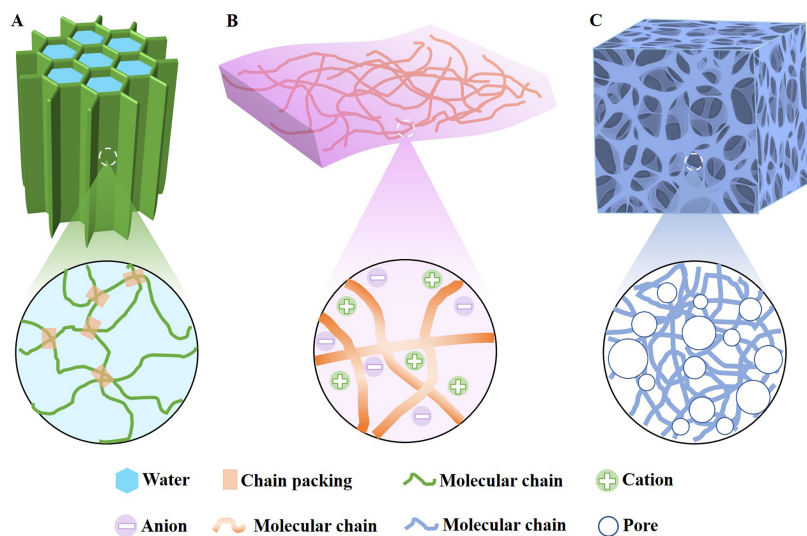 A
B
C
Water
Chain packing
Molecular chain
Cation
Anion
Molecular chain
Molecular chain
Pore